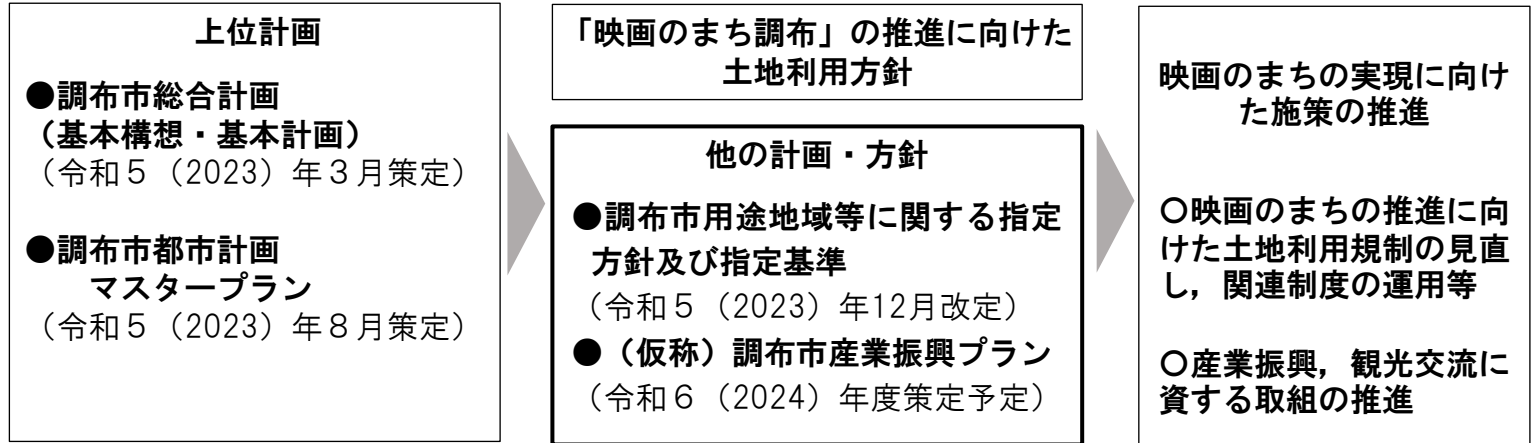 上位計画
●調布市総合計画
（基本構想・基本計画）
（令和５（2023）年３月策定）
●調布市都市計画
マスタープラン
（令和５（2023）年８月策定）
「映画のまち調布」の推進に向けた
土地利用方針
他の計画・方針
●調布市用途地域等に関する指定
方針及び指定基準
（令和５（2023）年12月改定）
●（仮称）調布市産業振興プラン
（令和６（2024）年度策定予定）
映画のまちの実現に向け
た施策の推進
〇映画のまちの推進に向
けた土地利用規制の見直
し，関連制度の運用等
〇産業振興，観光交流に
資する取組の推進